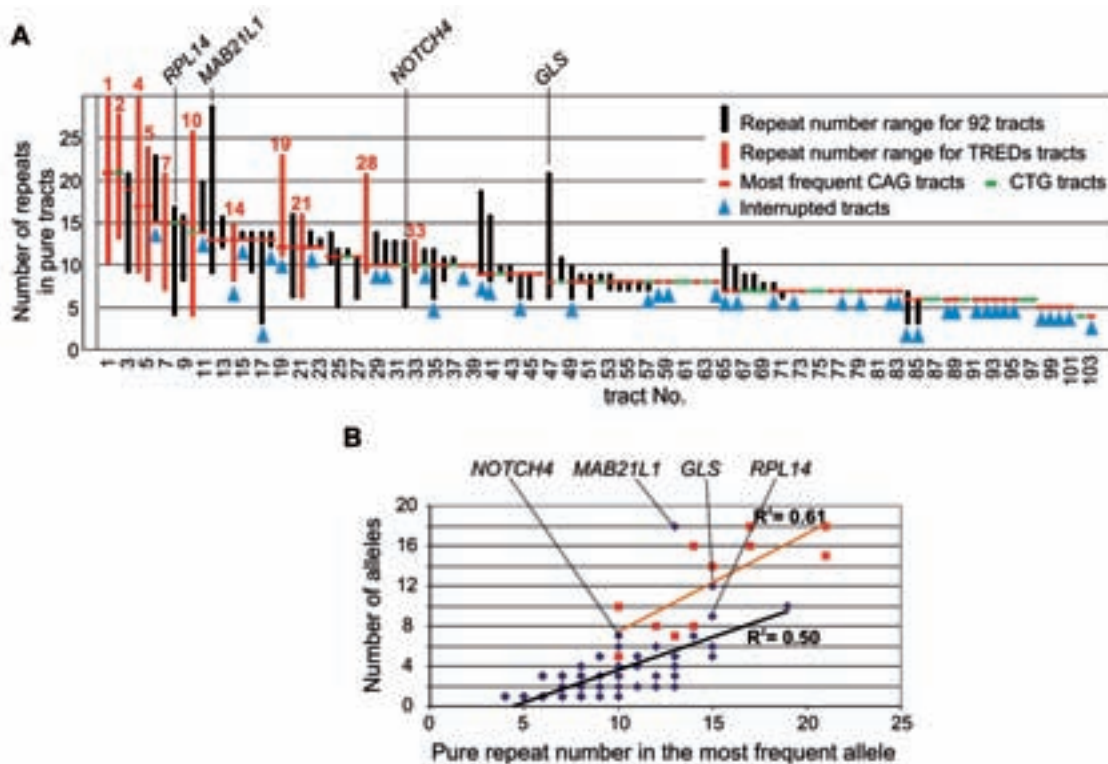 A
RPL14
MAB21L1
NOTCH4
GLS
1
2
4
5
7
10
14
19
21
28
33
Number of repeats
in pure tracts
25
20
15
10
5
0
Repeat number range for 92 tracts
Repeat number range for TREDs tracts
Most frequent CAG tracts
CTG tracts
Interrupted tracts
1 3 5 7 9 11 13 15 17 19 21 23 25 27 29 31 33 35 37 39 41 43 45 47 49 51 53 55 57 59 61 63 65 67 69 71 73 75 77 79 81 83 85 87 89 91 93 95 97 99 101 103
tract No.
B
NOTCH4 MAB21L1 GLS RPL14
Number of alleles
20
16
12
8
4
0
R²= 0.61
R²= 0.50
0 5 10 15 20 25
Pure repeat number in the most frequent allele